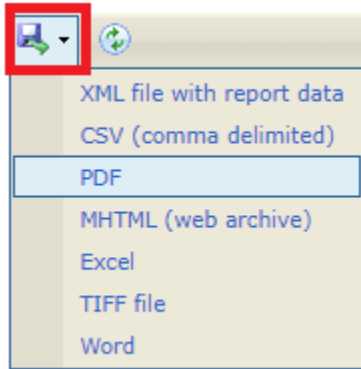 XML file with report data
CSV (comma delimited)
PDF
MHTML (web archive)
Excel
TIFF file
Word